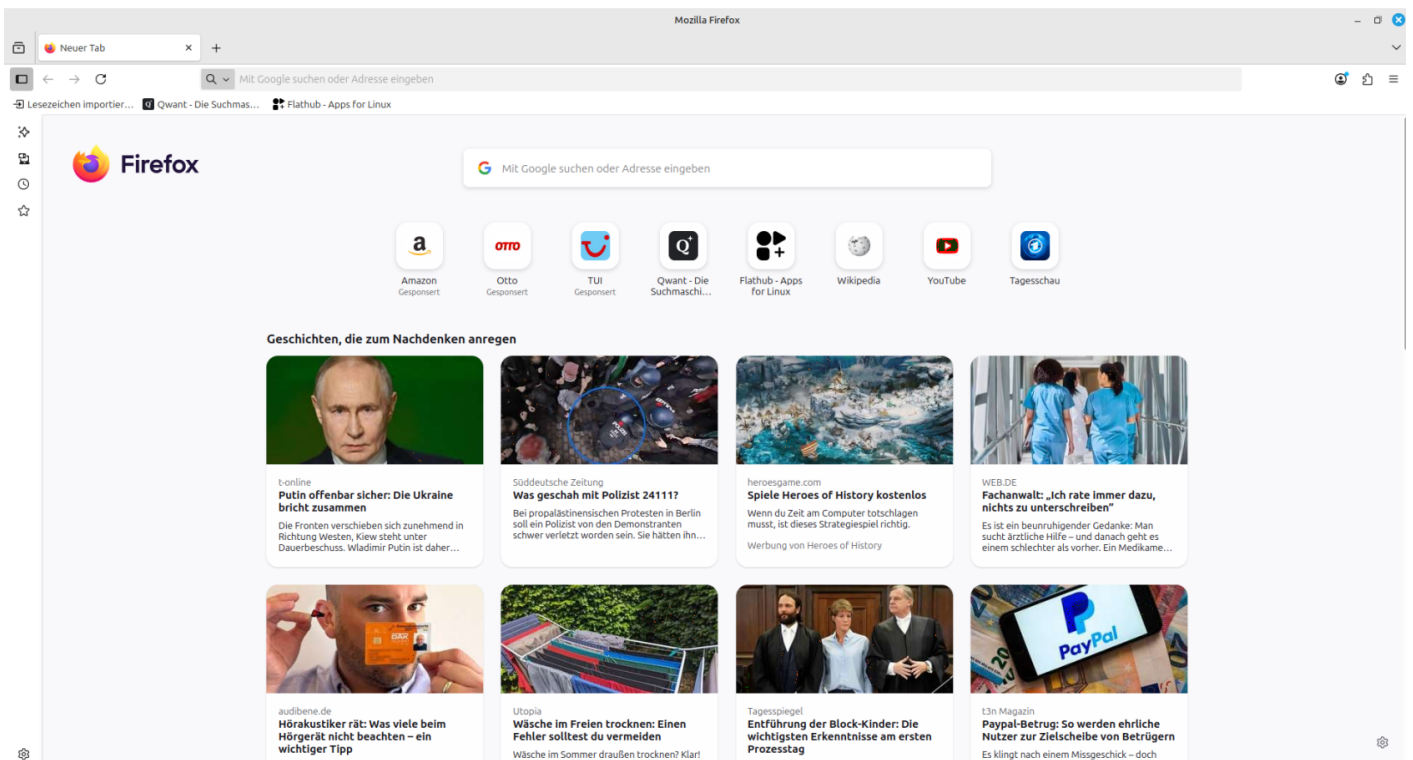 Mozilla Firefox
Neuer Tab
Mit Google suchen oder Adresse eingeben
Lesezeichen importier... Qwant - Die Suchmas... Flathub - Apps for Linux
Firefox
Mit Google suchen oder Adresse eingeben
Amazon
Gesponsert
OTTO
Otto
Gesponsert
TUI
Gesponsert
Qwant - Die
Suchmaschi...
Flathub - Apps
for Linux
Wikipedia
YouTube
Tagesschau
Geschichten, die zum Nachdenken anregen
t-online
Putin offenbar sicher: Die Ukraine
bricht zusammen
Die Fronten verschieben sich zunehmend in
Richtung Westen, Kiew steht unter
Dauerbeschuss. Wladimir Putin ist daher...
POLIZEI
Süddeutsche Zeitung
Was geschah mit Polizist 24111?
Bei propalästinensischen Protesten in Berlin
soll ein Polizist von den Demonstranten
schwer verletzt worden sein. Sie hätten ihn...
heroesgame.com
Spiele Heroes of History kostenlos
Wenn du Zeit am Computer totschlagen
musst, ist dieses Strategiespiel richtig.
Werbung von Heroes of History
WEB.DE
Fachanwalt: „Ich rate immer dazu,
nichts zu unterschreiben”
Es ist ein beunruhigender Gedanke: Man
sucht ärztliche Hilfe – und danach geht es
einem schlechter als vorher. Ein Medikame...
DAK
audibene.de
Hörakustiker rät: Was viele beim
Hörgerät nicht beachten – ein
wichtiger Tipp
Utopia
Wäsche im Freien trocknen: Einen
Fehler solltest du vermeiden
Wäsche im Sommer draußen trocknen? Klar!
Tagesspiegel
Entführung der Block-Kinder: Die
wichtigsten Erkenntnisse am ersten
Prozesstag
PayPal
t3n Magazin
Paypal-Betrug: So werden ehrliche
Nutzer zur Zielscheibe von Betrügern
Es klingt nach einem Missgeschick – doch